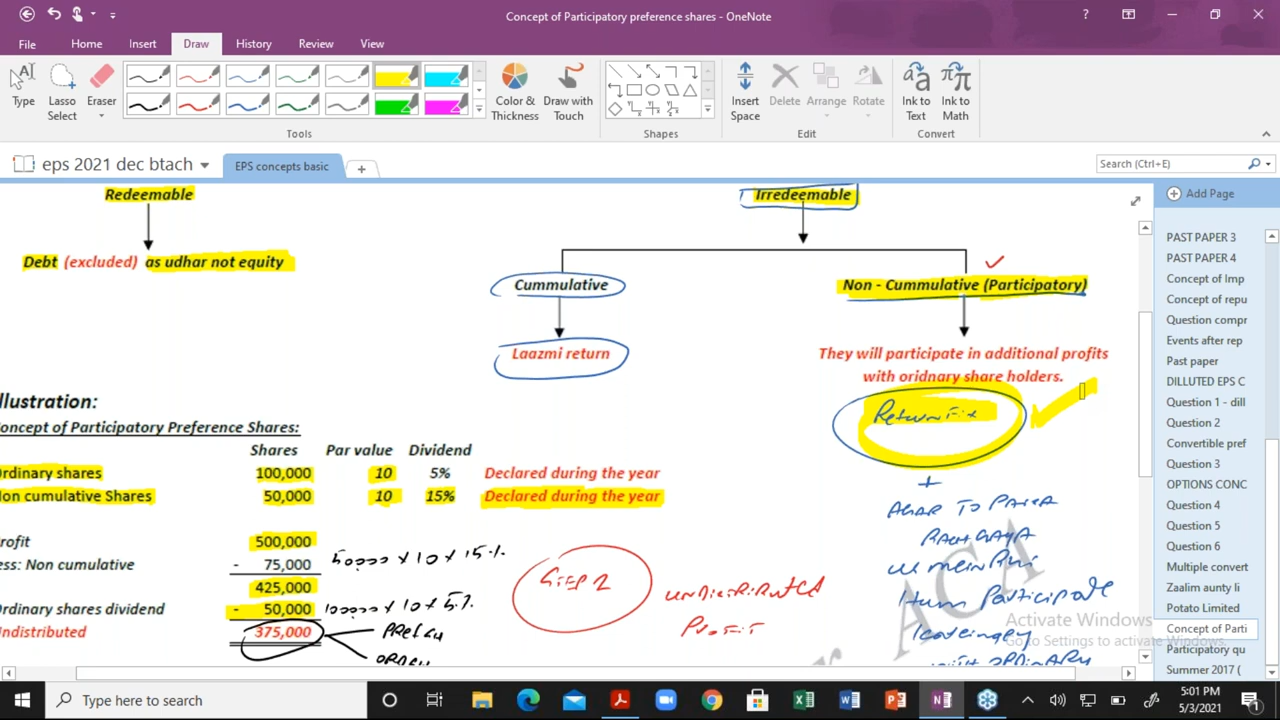 Concept of Participatory preference shares - OneNote
File Home Insert Draw History Review View
Type
Lasso Select
Eraser
Color & Thickness
Draw with Touch
Insert Space
Delete
Arrange
Rotate
Ink to Text
Ink to Math
Tools
Shapes
Edit
Convert
eps 2021 dec btach
EPS concepts basic
Search (Ctrl+E)
Redeemable
Irredeemable
Debt (excluded) as udhar not equity
Cummulative
Non - Cummulative (Participatory)
Laazmi return
They will participate in additional profits
with oridnary share holders.
Return Fix
+
AGAR TO PAISA
BACH GAYA
Hum Participate
llustration:
oncept of Participatory Preference Shares:
Shares Par value Dividend
rdinary shares 100,000 10 5% Declared during the year
on cumulative Shares 50,000 10 15% Declared during the year
rofit 500,000
ess: Non cumulative - 75,000 50000 x 10 x 15%
425,000
rdinary shares dividend - 50,000 100000 x 10 x 5%
ndistributed 375,000
STEP 2
UNDISTRIBUTED
PROFIT
ACA
Activate Windows
Go to Settings to activate Windows.
Add Page
PAST PAPER 3
PAST PAPER 4
Concept of Imp
Concept of repu
Question compr
Events after rep
Past paper
DILLUTED EPS C
Question 1 - dill
Question 2
Convertible pref
Question 3
OPTIONS CONC
Question 4
Question 5
Question 6
Multiple convert
Zaalim aunty li
Potato Limited
Concept of Parti
Participatory qu
Summer 2017 (
Type here to search
5:01 PM
5/3/2021